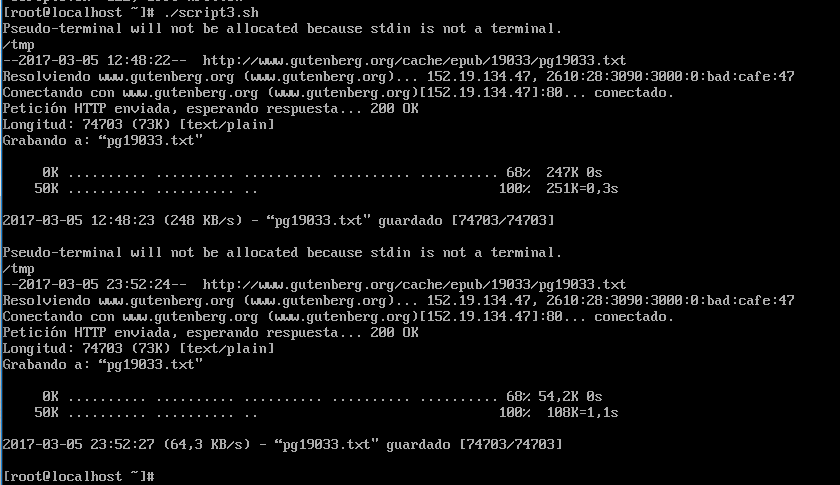 [root@localhost ~]# ./script3.sh
Pseudo-terminal will not be allocated because stdin is not a terminal.
/tmp
--2017-03-05 12:48:22--  http://www.gutenberg.org/cache/epub/19033/pg19033.txt
Resolviendo www.gutenberg.org (www.gutenberg.org)... 152.19.134.47, 2610:28:3090:3000:0:bad:cafe:47
Conectando con www.gutenberg.org (www.gutenberg.org)[152.19.134.47]:80... conectado.
Petición HTTP enviada, esperando respuesta... 200 OK
Longitud: 74703 (73K) [text/plain]
Grabando a: “pg19033.txt”
     0K .......... .......... .......... .......... .......... 68%  247K 0s
    50K .......... .......... ..                              100%  251K=0,3s
2017-03-05 12:48:23 (248 KB/s) - “pg19033.txt” guardado [74703/74703]
Pseudo-terminal will not be allocated because stdin is not a terminal.
/tmp
--2017-03-05 23:52:24--  http://www.gutenberg.org/cache/epub/19033/pg19033.txt
Resolviendo www.gutenberg.org (www.gutenberg.org)... 152.19.134.47, 2610:28:3090:3000:0:bad:cafe:47
Conectando con www.gutenberg.org (www.gutenberg.org)[152.19.134.47]:80... conectado.
Petición HTTP enviada, esperando respuesta... 200 OK
Longitud: 74703 (73K) [text/plain]
Grabando a: “pg19033.txt”
     0K .......... .......... .......... .......... .......... 68% 54,2K 0s
    50K .......... .......... ..                              100%  108K=1,1s
2017-03-05 23:52:27 (64,3 KB/s) - “pg19033.txt” guardado [74703/74703]
[root@localhost ~]#